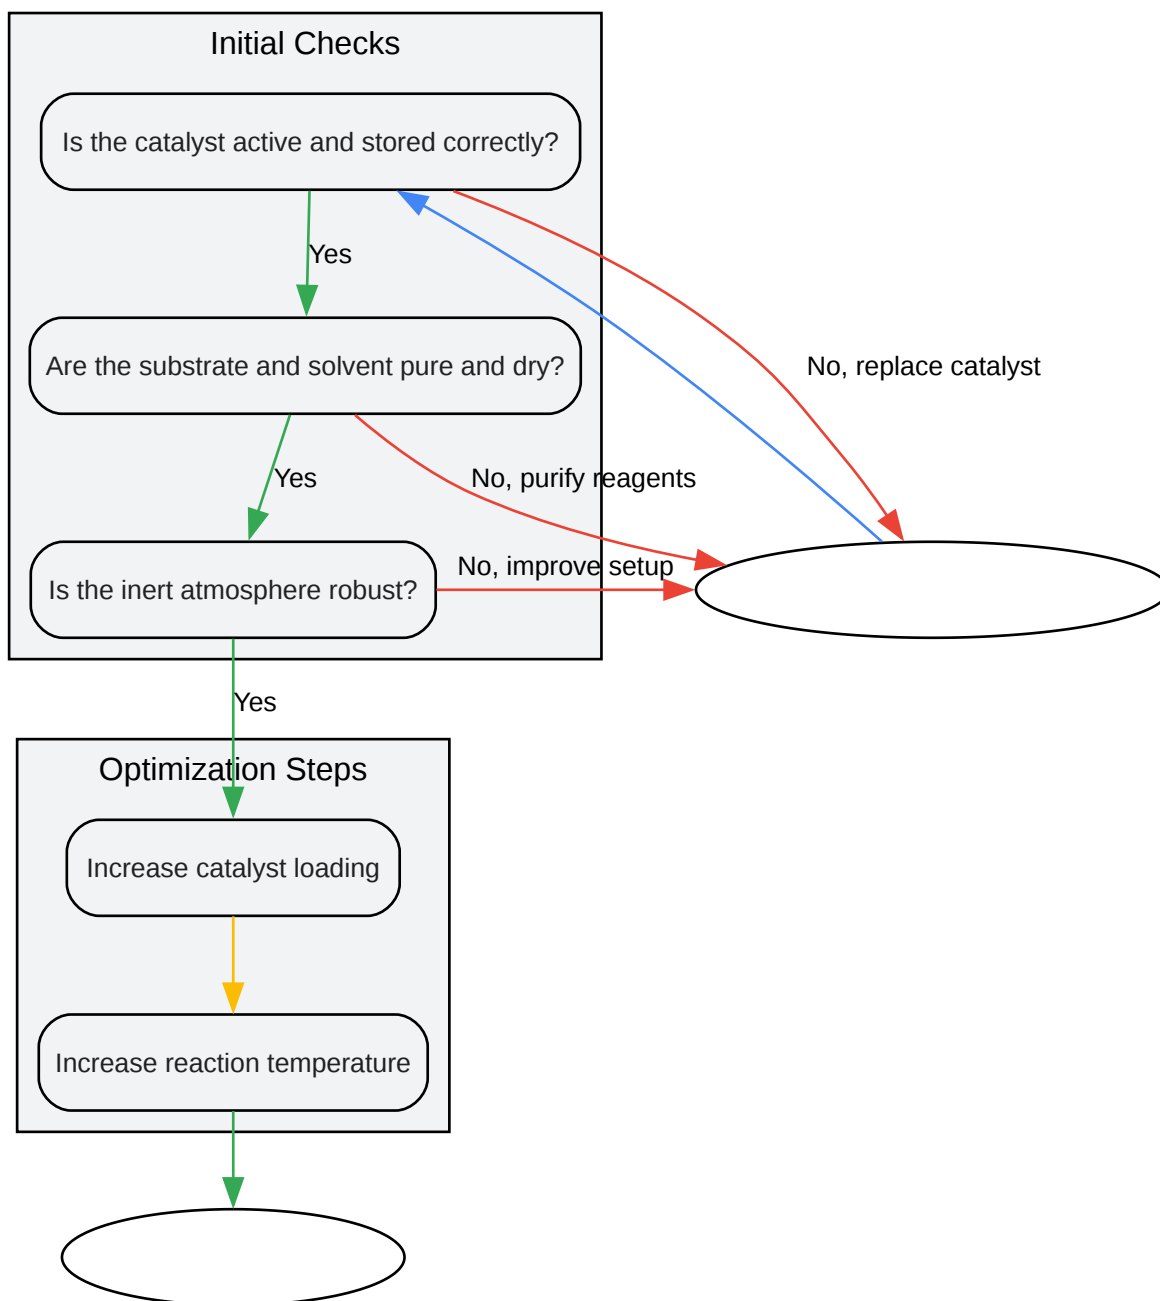 Initial Checks
Is the catalyst active and stored correctly?
Yes
Are the substrate and solvent pure and dry?
No, replace catalyst
Yes
No, purify reagents
No, improve setup
Is the inert atmosphere robust?
Yes
Optimization Steps
Increase catalyst loading
Increase reaction temperature